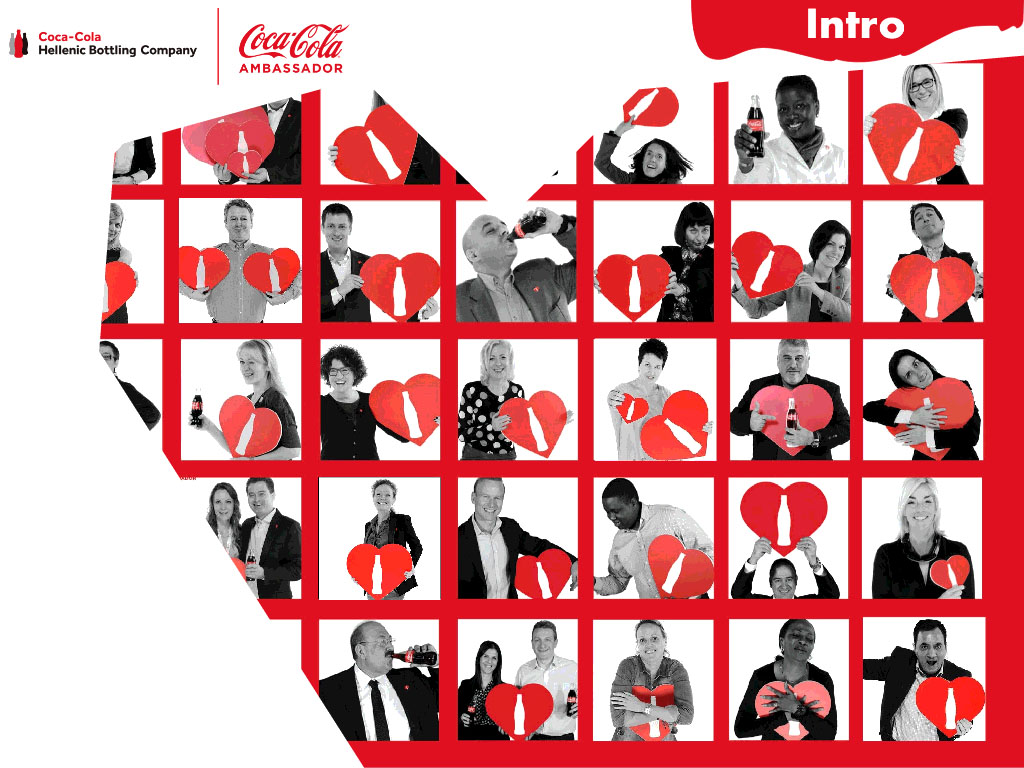 Coca-Cola
Hellenic Bottling Company
Coca-Cola
AMBASSADOR
Intro